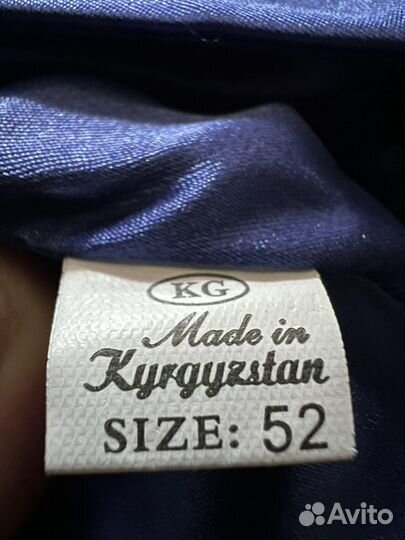 KG
Made in
Kyrgyzstan
SIZE: 52
Avito